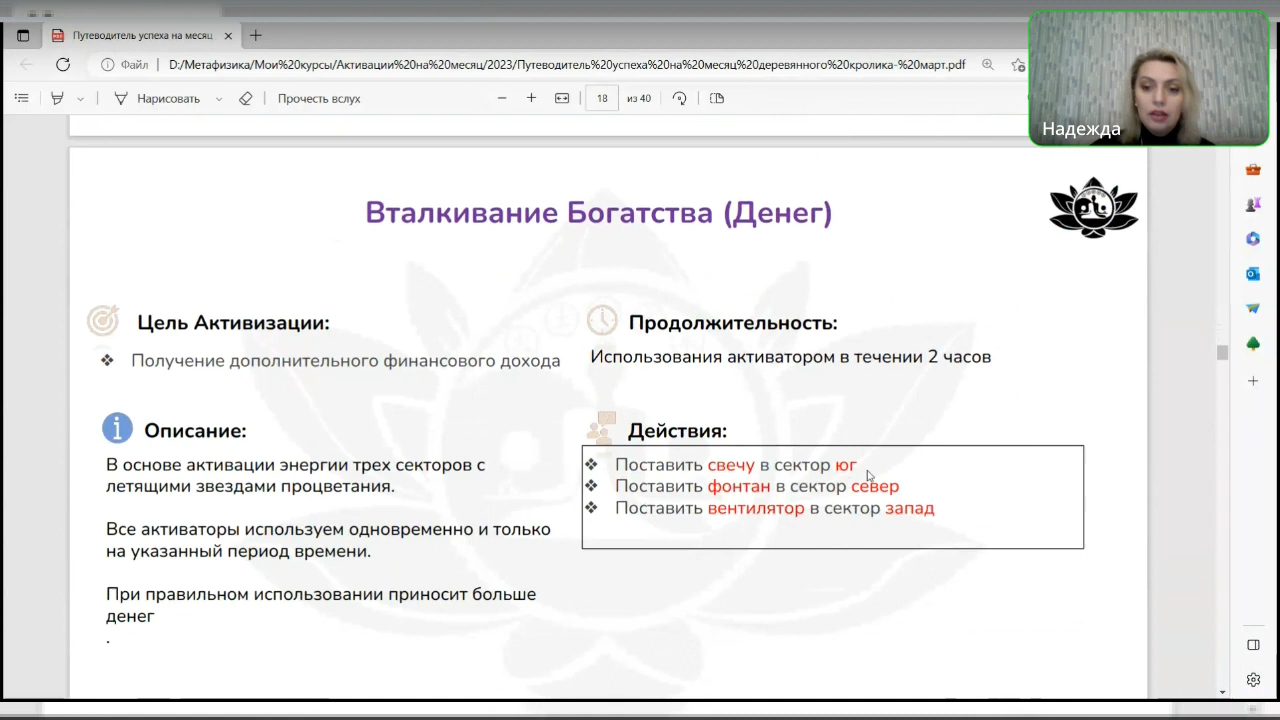 Путеводитель успеха на месяц
Файл
D:/Метафизика/Мои%20курсы/Активации%20на%20месяц/2023/Путеводитель%20успеха%20на%20месяц%20деревянного%20кролика-%20март.pdf
Нарисовать
Прочесть вслух
18
из 40
Надежда
Вталкивание Богатства (Денег)
Цель Активизации:
❖ Получение дополнительного финансового дохода
Продолжительность:
Использования активатором в течении 2 часов
Описание:
В основе активации энергии трех секторов с
летящими звездами процветания.
Все активаторы используем одновременно и только
на указанный период времени.
При правильном использовании приносит больше
денег
.
Действия:
❖ Поставить свечу в сектор юг
❖ Поставить фонтан в сектор север
❖ Поставить вентилятор в сектор запад